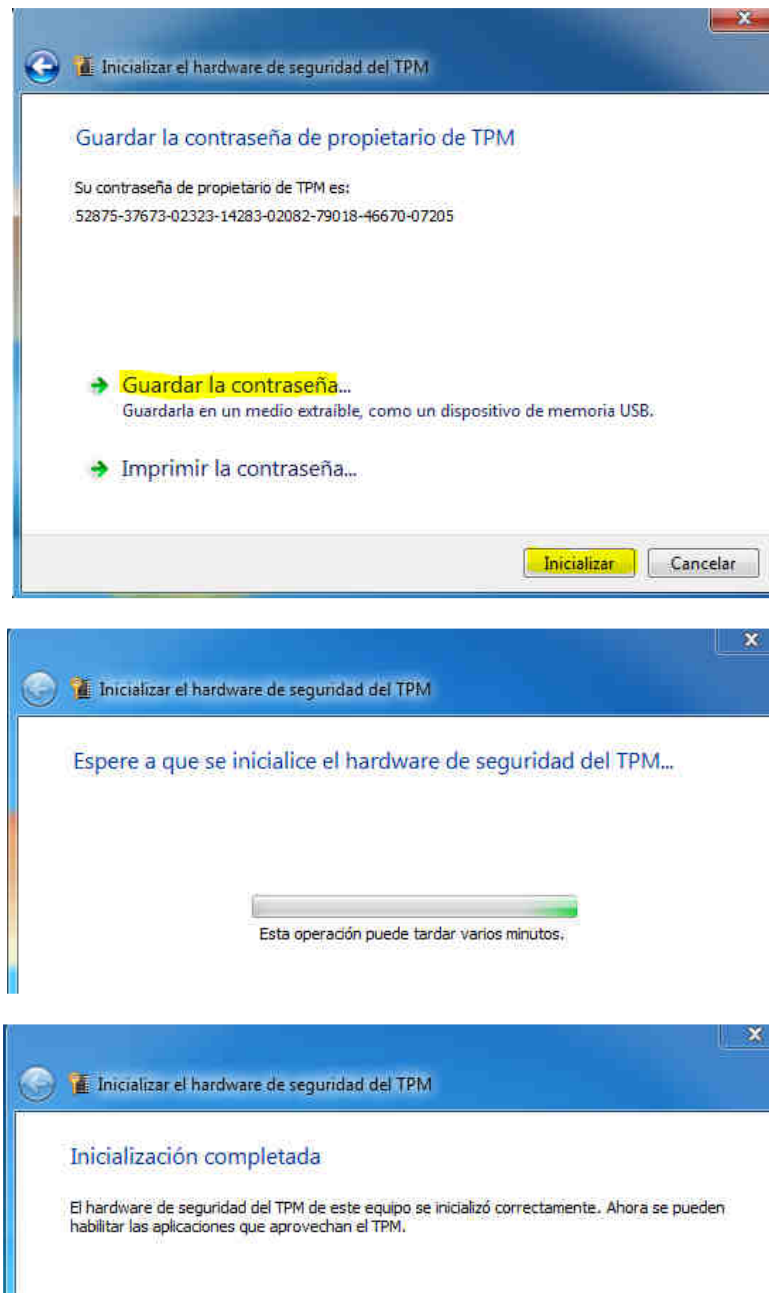 Inicializar el hardware de seguridad del TPM
Guardar la contraseña de propietario de TPM
Su contraseña de propietario de TPM es:
52875-37673-02323-14283-02082-79018-46670-07205
Guardar la contraseña...
Guardarla en un medio extraíble, como un dispositivo de memoria USB.
Imprimir la contraseña...
Inicializar Cancelar
Inicializar el hardware de seguridad del TPM
Espere a que se inicialice el hardware de seguridad del TPM...
Esta operación puede tardar varios minutos.
Inicializar el hardware de seguridad del TPM
Inicialización completada
El hardware de seguridad del TPM de este equipo se inicializó correctamente. Ahora se pueden
habilitar las aplicaciones que aprovechan el TPM.